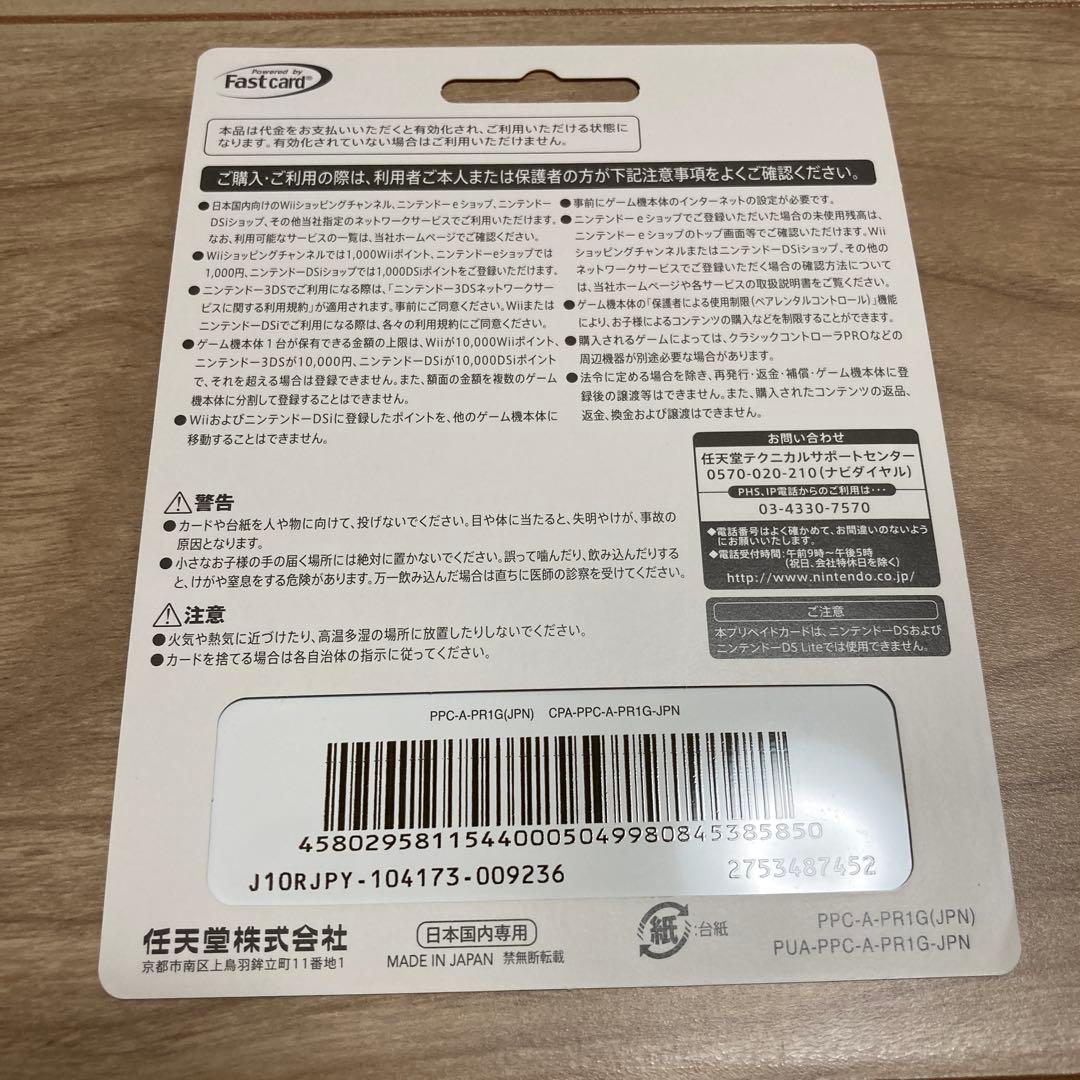 Powered by
Fastcard®
本品は代金をお支払いいただくと有効化され、ご利用いただける状態に
なります。有効化されていない場合はご利用いただけません。
ご購入・ご利用の際は、利用者ご本人または保護者の方が下記注意事項をよくご確認ください。
●日本国内向けのWiiショッピングチャンネル、ニンテンドーeショップ、ニンテンドー
DSiショップ、その他当社指定のネットワークサービスでご利用いただけます。
なお、利用可能なサービスの一覧は、当社ホームページでご確認ください。
●Wiiショッピングチャンネルでは1,000Wiiポイント、ニンテンドーeショップでは
1,000円、ニンテンドーDSiショップでは1,000DSiポイントをご登録いただけます。
●ニンテンドー3DSでご利用になる際は、「ニンテンドー3DSネットワークサー
ビスに関する利用規約」が適用されます。事前にご同意ください。Wiiまたは
ニンテンドーDSiでご利用になる際は、各々の利用規約にご同意ください。
●ゲーム機本体1台が保有できる金額の上限は、Wiiが10,000Wiiポイント、
ニンテンドー3DSが10,000円、ニンテンドーDSiが10,000DSiポイント
で、それを超える場合は登録できません。また、額面の金額を複数のゲーム
機本体に分割して登録することはできません。
●WiiおよびニンテンドーDSiに登録したポイントを、他のゲーム機本体に
移動することはできません。
●事前にゲーム機本体のインターネットの設定が必要です。
●ニンテンドーeショップでご登録いただいた場合の未使用残高は、
ニンテンドーeショップのトップ画面等でご確認いただけます。Wii
ショッピングチャンネルまたはニンテンドーDSiショップ、その他の
ネットワークサービスでご登録いただく場合の確認方法について
は、当社ホームページや各サービスの取扱説明書をご覧ください。
●ゲーム機本体の「保護者による使用制限(ペアレンタルコントロール)」機能
により、お子様によるコンテンツの購入などを制限することができます。
●購入されるゲームによっては、クラシックコントローラPROなどの
周辺機器が別途必要な場合があります。
●法令に定める場合を除き、再発行・返金・補償・ゲーム機本体に登
録後の譲渡等はできません。また、購入されたコンテンツの返品、
返金、換金および譲渡はできません。
お問い合わせ
任天堂テクニカルサポートセンター
0570-020-210(ナビダイヤル)
PHS、IP電話からのご利用は・・・
03-4330-7570
◆電話番号はよく確かめて、お間違いのないよう
にお願いいたします。
◆電話受付時間:午前9時〜午後5時
(祝日、会社特休日を除く)
http://www.nintendo.co.jp/
ご注意
本プリペイドカードは、ニンテンドーDSおよび
ニンテンドーDS Liteでは使用できません。
⚠警告
●カードや台紙を人や物に向けて、投げないでください。目や体に当たると、失明やけが、事故の
原因となります。
●小さなお子様の手の届く場所には絶対に置かないでください。誤って噛んだり、飲み込んだりする
と、けがや窒息をする危険があります。万一飲み込んだ場合は直ちに医師の診察を受けてください。
⚠注意
●火気や熱気に近づけたり、高温多湿の場所に放置したりしないでください。
●カードを捨てる場合は各自治体の指示に従ってください。
PPC-A-PR1G(JPN) CPA-PPC-A-PR1G-JPN
45802958115440005049980845385850
J10RJPY-104173-009236
2753487452
任天堂株式会社
京都市南区上鳥羽鉾立町11番地1
日本国内専用
MADE IN JAPAN 禁無断転載
紙:台紙
PPC-A-PR1G(JPN)
PUA-PPC-A-PR1G-JPN